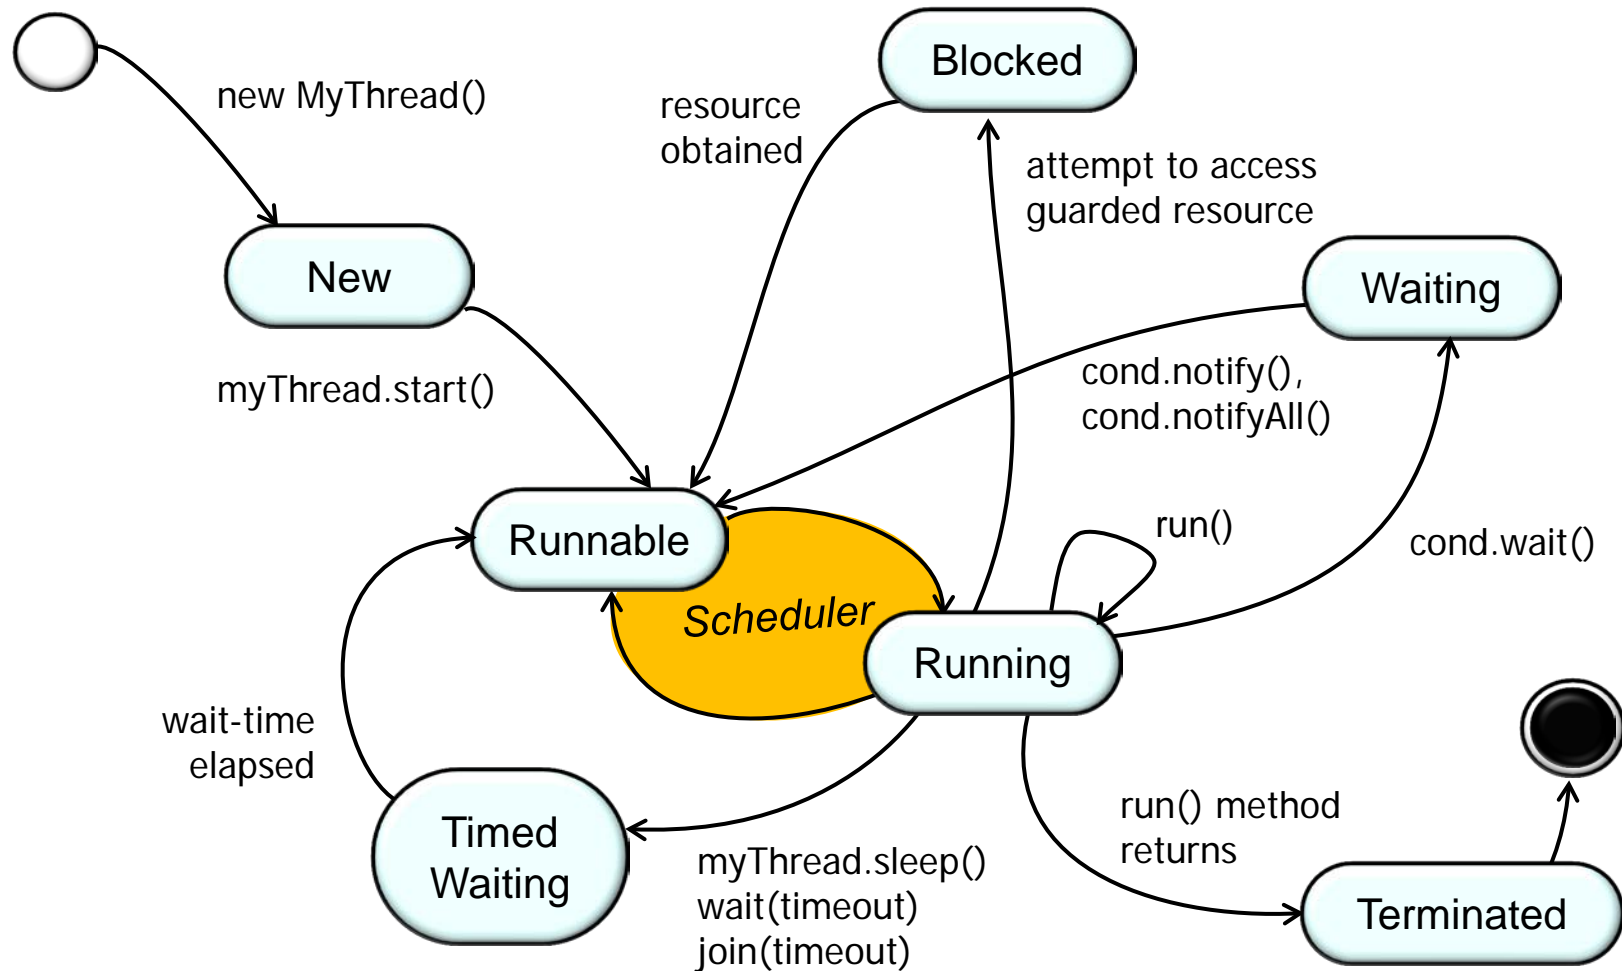 Blocked
new MyThread()
resource
obtained
attempt to access
guarded resource
New
Waiting
myThread.start()
cond.notify(),
cond.notifyAll()
Runnable
run()
cond.wait()
Scheduler
Running
wait-time
elapsed
Timed
Waiting
myThread.sleep()
wait(timeout)
join(timeout)
run() method
returns
Terminated